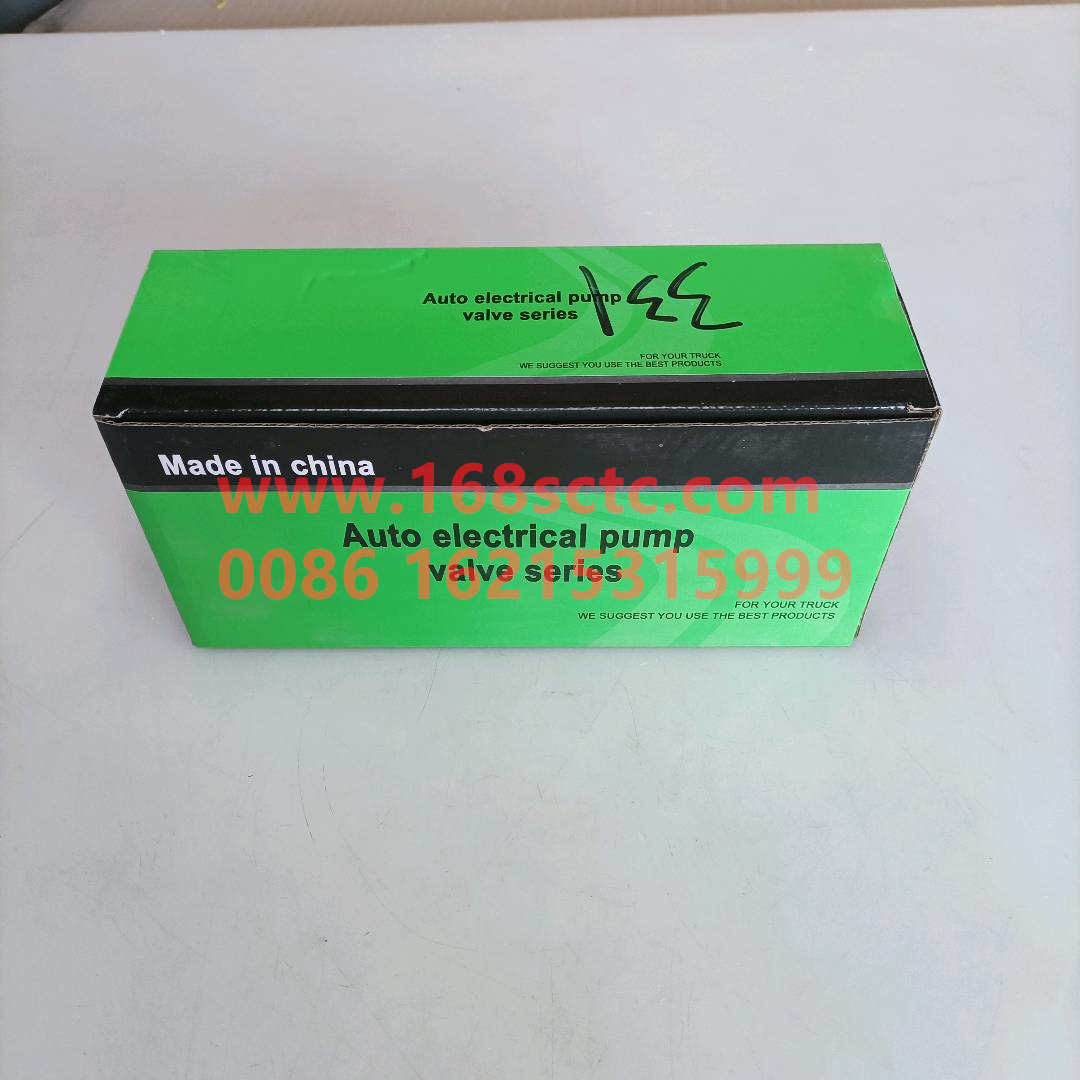 Auto electrical pump
valve series
331
FOR YOUR TRUCK
WE SUGGEST YOU USE THE BEST PRODUCTS
Made in china
www.168sctc.com
Auto electrical pump
0086 16215315999
valve series
FOR YOUR TRUCK
WE SUGGEST YOU USE THE BEST PRODUCTS